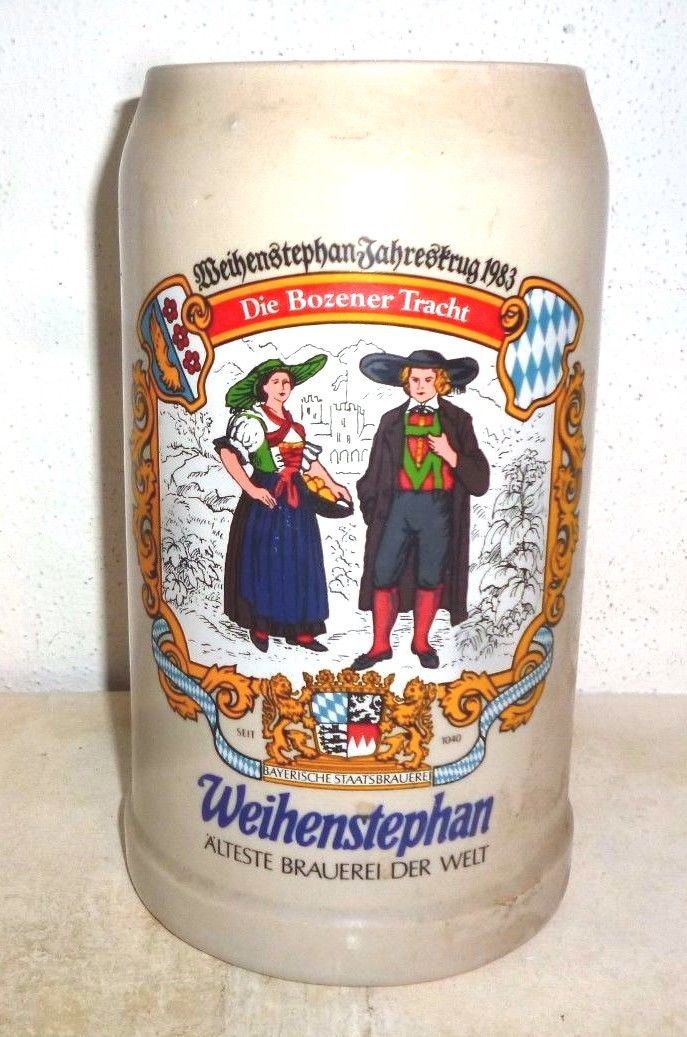 Weihenstephan-Jahreskrug 1983
Die Bozener Tracht
SEIT 1040
BAYERISCHE STAATSBRAUEREI
Weihenstephan
ÄLTESTE BRAUEREI DER WELT